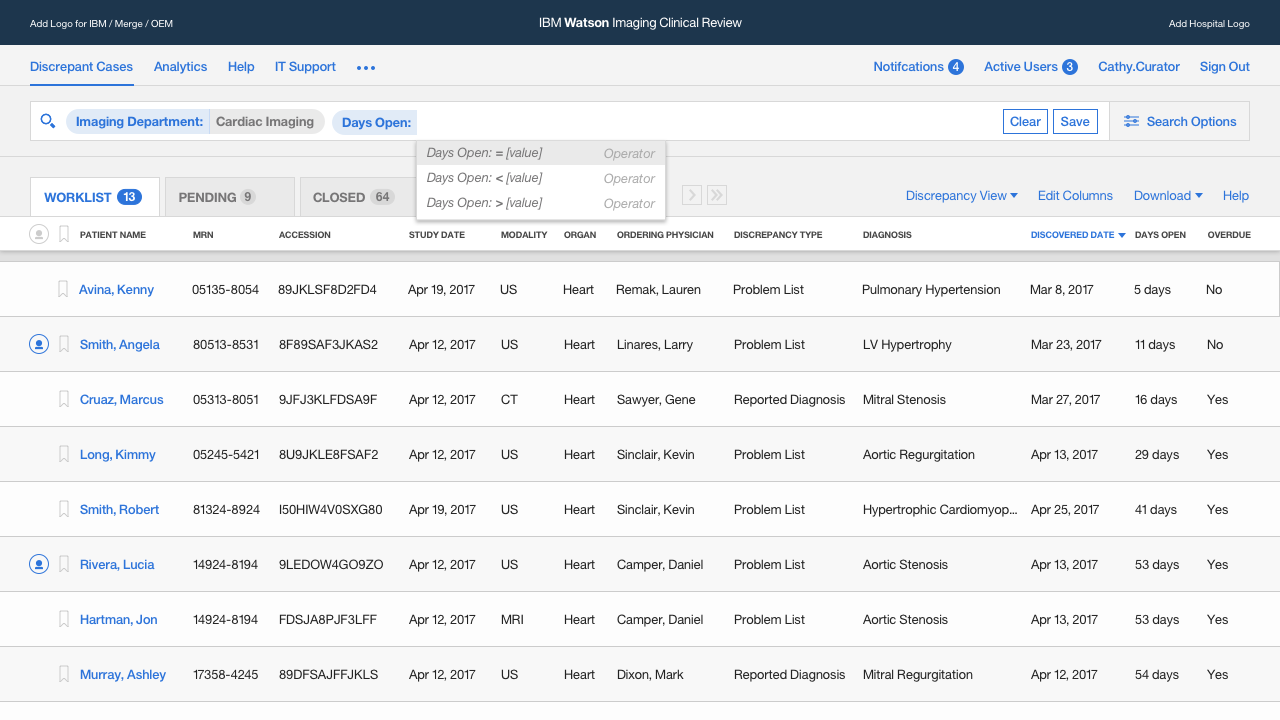 Add Logo for IBM / Merge / OEM IBM Watson Imaging Clinical Review Add Hospital Logo
Discrepant Cases Analytics Help IT Support Notifcations 4 Active Users 3 Cathy.Curator Sign Out
Imaging Department: Cardiac Imaging Days Open: Clear Save Search Options
Days Open: = [value] Operator
Days Open: < [value] Operator
Days Open: > [value] Operator
WORKLIST 13 PENDING 9 CLOSED 64 Discrepancy View Edit Columns Download Help
PATIENT NAME MRN ACCESSION STUDY DATE MODALITY ORGAN ORDERING PHYSICIAN DISCREPANCY TYPE DIAGNOSIS DISCOVERED DATE DAYS OPEN OVERDUE
Avina, Kenny 05135-8054 89JKLSF8D2FD4 Apr 19, 2017 US Heart Remak, Lauren Problem List Pulmonary Hypertension Mar 8, 2017 5 days No
Smith, Angela 80513-8531 8F89SAF3JKAS2 Apr 12, 2017 US Heart Linares, Larry Problem List LV Hypertrophy Mar 23, 2017 11 days No
Cruaz, Marcus 05313-8051 9JFJ3KLFDSA9F Apr 12, 2017 CT Heart Sawyer, Gene Reported Diagnosis Mitral Stenosis Mar 27, 2017 16 days Yes
Long, Kimmy 05245-5421 8U9JKLE8FSAF2 Apr 12, 2017 US Heart Sinclair, Kevin Problem List Aortic Regurgitation Apr 13, 2017 29 days Yes
Smith, Robert 81324-8924 I50HIW4V0SXG80 Apr 19, 2017 US Heart Sinclair, Kevin Problem List Hypertrophic Cardiomyop... Apr 25, 2017 41 days Yes
Rivera, Lucia 14924-8194 9LEDOW4GO9ZO Apr 12, 2017 US Heart Camper, Daniel Problem List Aortic Stenosis Apr 13, 2017 53 days Yes
Hartman, Jon 14924-8194 FDSJA8PJF3LFF Apr 12, 2017 MRI Heart Camper, Daniel Problem List Aortic Stenosis Apr 13, 2017 53 days Yes
Murray, Ashley 17358-4245 89DFSAJFFJKLS Apr 12, 2017 US Heart Dixon, Mark Reported Diagnosis Mitral Regurgitation Apr 12, 2017 54 days Yes